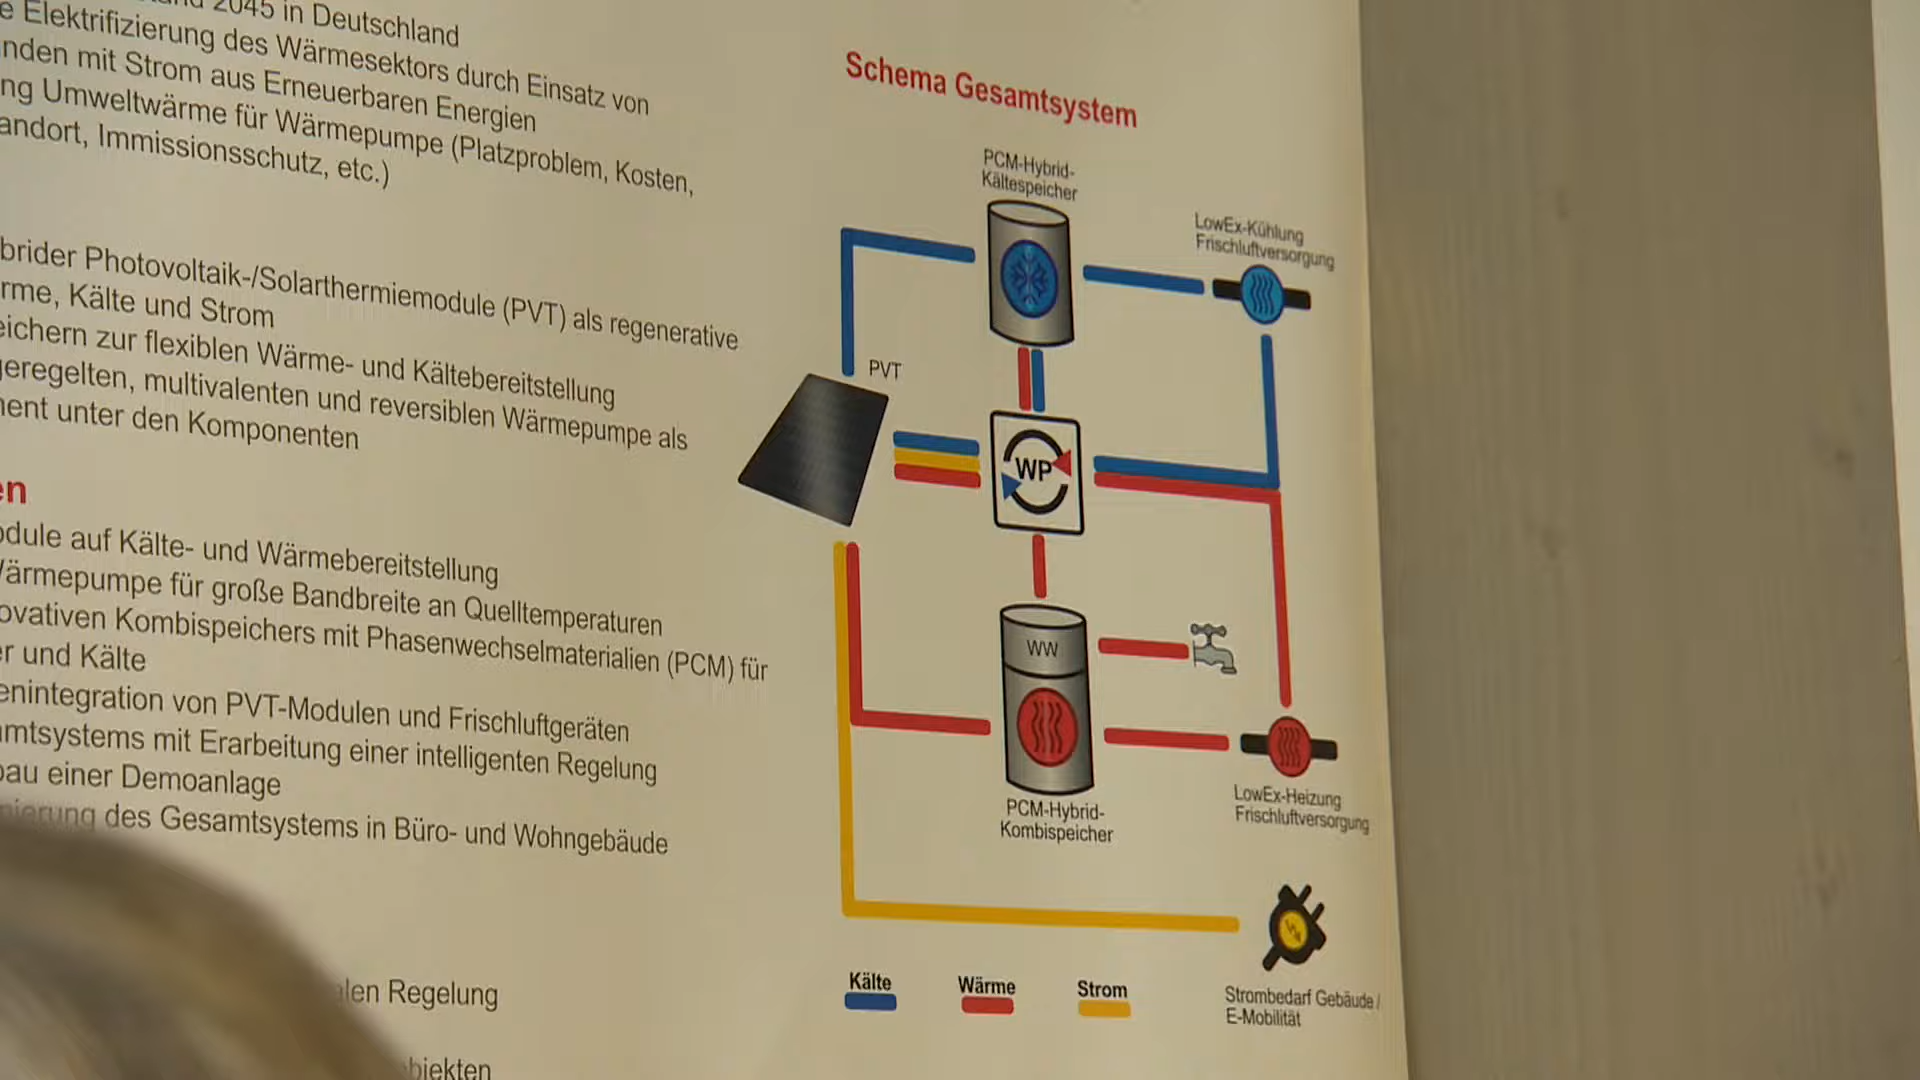 2045 in Deutschland
e Elektrifizierung des Wärmesektors durch Einsatz von
nden mit Strom aus Erneuerbaren Energien
ng Umweltwärme für Wärmepumpe (Platzproblem, Kosten,
andort, Immissionsschutz, etc.)
brider Photovoltaik-/Solarthermiemodule (PVT) als regenerative
rme, Kälte und Strom
eichern zur flexiblen Wärme- und Kältebereitstellung
geregelten, multivalenten und reversiblen Wärmepumpe als
ent unter den Komponenten
en
odule auf Kälte- und Wärmebereitstellung
Wärmepumpe für große Bandbreite an Quelltemperaturen
ovativen Kombispeichers mit Phasenwechselmaterialien (PCM) für
er und Kälte
enintegration von PVT-Modulen und Frischluftgeräten
amtsystems mit Erarbeitung einer intelligenten Regelung
bau einer Demoanlage
nierung des Gesamtsystems in Büro- und Wohngebäude
alen Regelung
bjekten
Schema Gesamtsystem
PCM-Hybrid-
Kältespeicher
LowEx-Kühlung
Frischluftversorgung
PVT
WP
WW
PCM-Hybrid-
Kombispeicher
LowEx-Heizung
Frischluftversorgung
Kälte
Wärme
Strom
Strombedarf Gebäude /
E-Mobilität